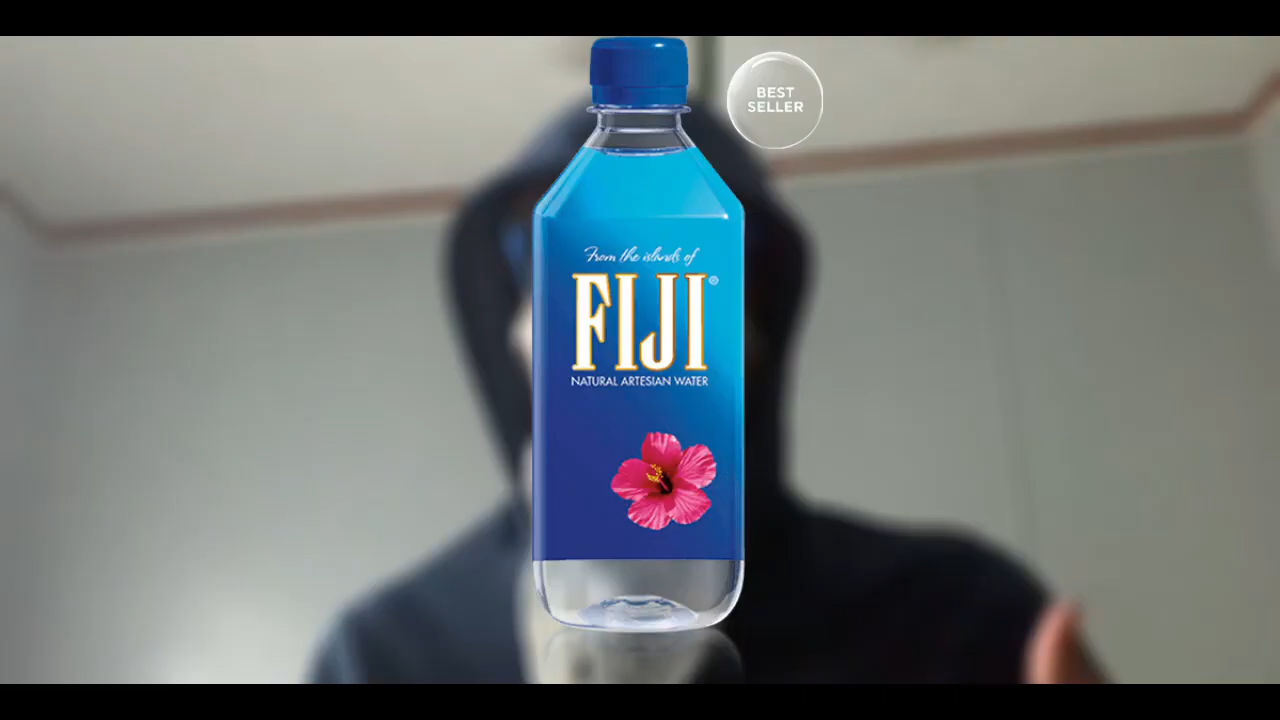 BEST
SELLER
From the islands of
FIJI®
NATURAL ARTESIAN WATER